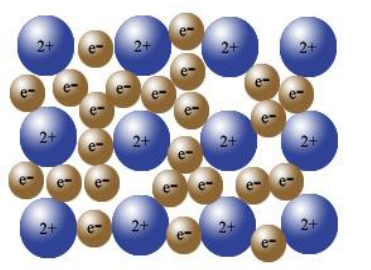 2+ e⁻ 2+ e⁻ 2+ 2+
e⁻ e⁻
e⁻ e⁻ e⁻ e⁻ e⁻
e⁻ e⁻ e⁻
2+ e⁻ 2+ e⁻ 2+ 2+
e⁻ e⁻ e⁻ e⁻ e⁻ e⁻ e⁻
2+ e⁻ 2+ e⁻ 2+ e⁻ 2+